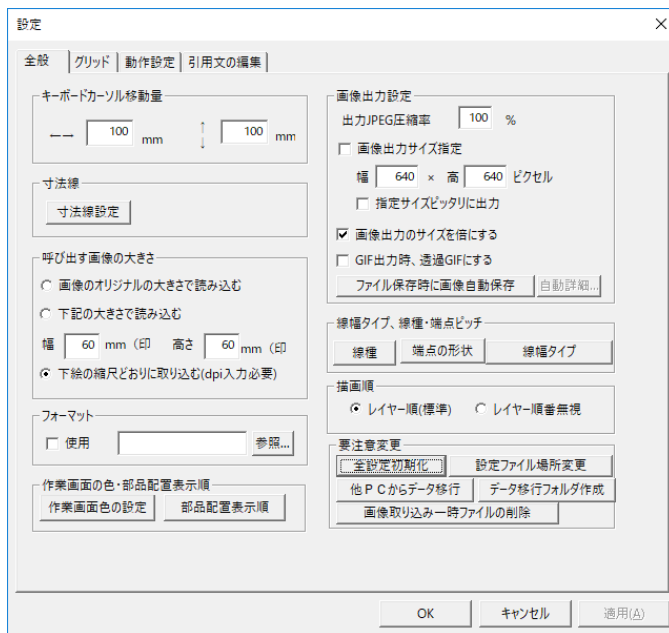 設定
全般 グリッド 動作設定 引用文の編集
キーボードカーソル移動量
←→ 100 mm ↑↓ 100 mm
寸法線
寸法線設定
呼び出す画像の大きさ
画像のオリジナルの大きさで読み込む
下記の大きさで読み込む
幅 60 mm (印 高さ 60 mm (印
下絵の縮尺どおりに取り込む(dpi入力必要)
フォーマット
使用 参照...
作業画面の色・部品配置表示順
作業画面色の設定 部品配置表示順
画像出力設定
出力JPEG圧縮率 100 %
画像出力サイズ指定
幅 640 × 高 640 ピクセル
指定サイズピッタリに出力
画像出力のサイズを倍にする
GIF出力時、透過GIFにする
ファイル保存時に画像自動保存 自動詳細...
線幅タイプ、線種・端点ピッチ
線種 端点の形状 線幅タイプ
描画順
レイヤー順(標準) レイヤー順番無視
要注意変更
全設定初期化 設定ファイル場所変更
他PCからデータ移行 データ移行フォルダ作成
画像取り込み一時ファイルの削除
OK キャンセル 適用(A)